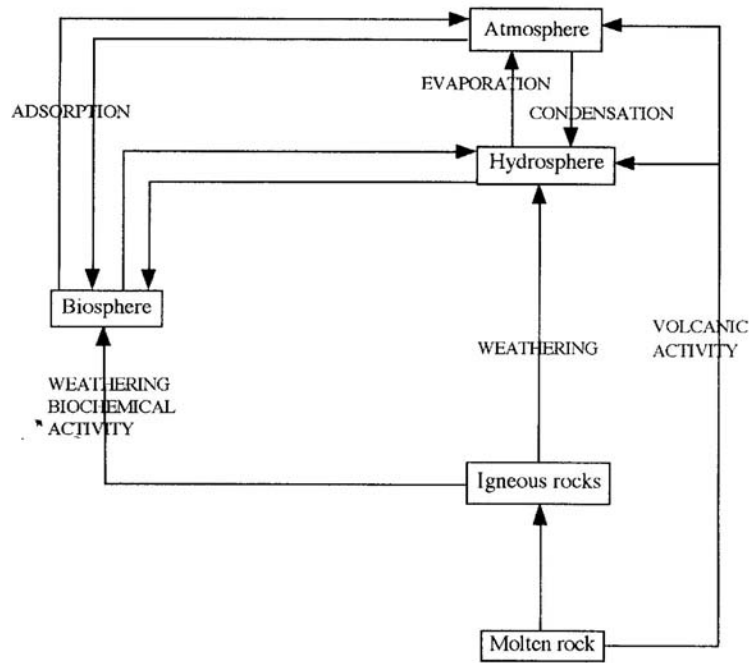 Atmosphere
EVAPORATION
ADSORPTION
CONDENSATION
Hydrosphere
Biosphere
VOLCANIC
ACTIVITY
WEATHERING
WEATHERING
BIOCHEMICAL
ACTIVITY
Igneous rocks
Molten rock